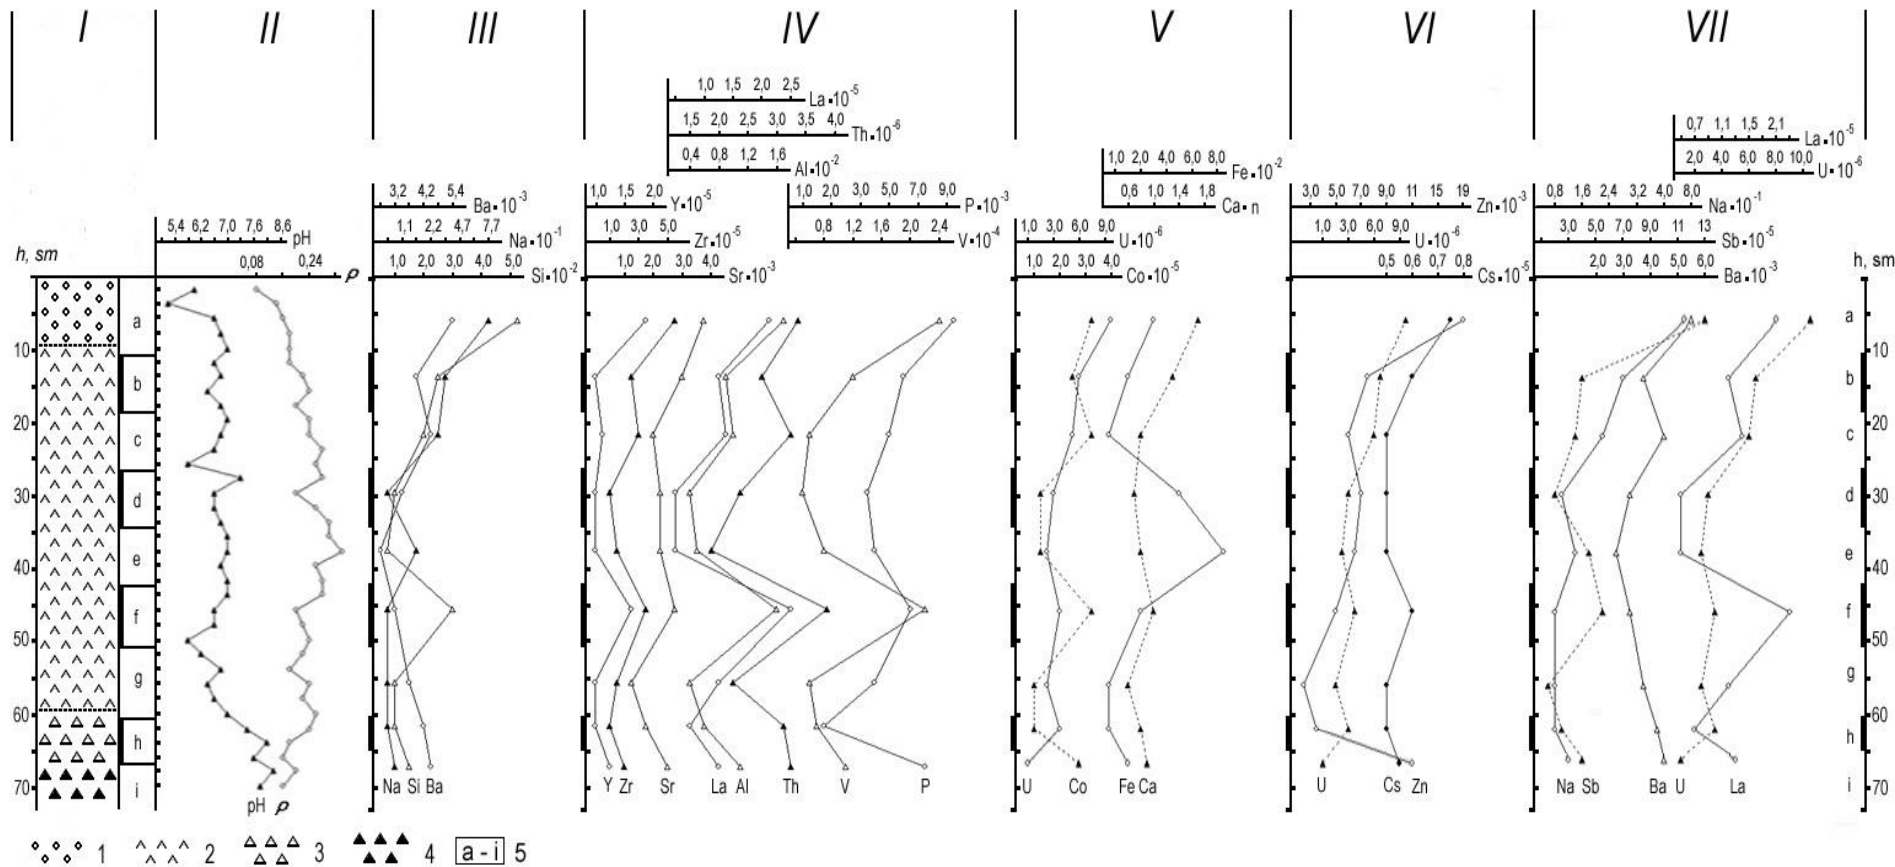 I II III IV V VI VII
1,0 1,5 2,0 2,5
La▪10⁻⁵
1,5 2,0 2,5 3,0 3,5 4,0
Th▪10⁻⁶
0,4 0,8 1,2 1,6
Al▪10⁻²
1,0 2,0 4,0 6,0 8,0
Fe▪10⁻²
0,6 1,0 1,4 1,8
Ca▪n
0,7 1,1 1,5 2,1
La▪10⁻⁵
2,0 4,0 6,0 8,0 10,0
U▪10⁻⁶
3,2 4,2 5,4
Ba▪10⁻³
1,1 2,2 4,7 7,7
Na▪10⁻¹
1,0 2,0 3,0 4,0 5,0
Si▪10⁻²
1,0 1,5 2,0
Y▪10⁻⁵
1,0 3,0 5,0
Zr▪10⁻⁵
1,0 2,0 3,0 4,0
Sr▪10⁻³
1,0 2,0 3,0 5,0 7,0 9,0
P▪10⁻³
0,8 1,2 1,6 2,0 2,4
V▪10⁻⁴
1,0 3,0 6,0 9,0
U▪10⁻⁶
1,0 2,0 3,0 4,0
Co▪10⁻⁵
3,0 5,0 7,0 9,0 11 15 19
Zn▪10⁻³
1,0 3,0 6,0 9,0
U▪10⁻⁶
0,5 0,6 0,7 0,8
Cs▪10⁻⁵
0,8 1,6 2,4 3,2 4,0 8,0
Na▪10⁻¹
3,0 5,0 7,0 9,0 11 13
Sb▪10⁻⁵
2,0 3,0 4,0 5,0 6,0
Ba▪10⁻³
5,4 6,2 7,0 7,6 8,6
pH
0,08 0,24
ρ
h, sm
h, sm
10
20
30
40
50
60
70
a
b
c
d
e
f
g
h
i
pH ρ
Na Si Ba
Y Zr Sr La Al Th V P
U Co Fe Ca
U Cs Zn
Na Sb Ba U La
a
10
b
20
c
30
d
e
40
f
50
g
60
h
i
70
1 2 3 4 a - i 5